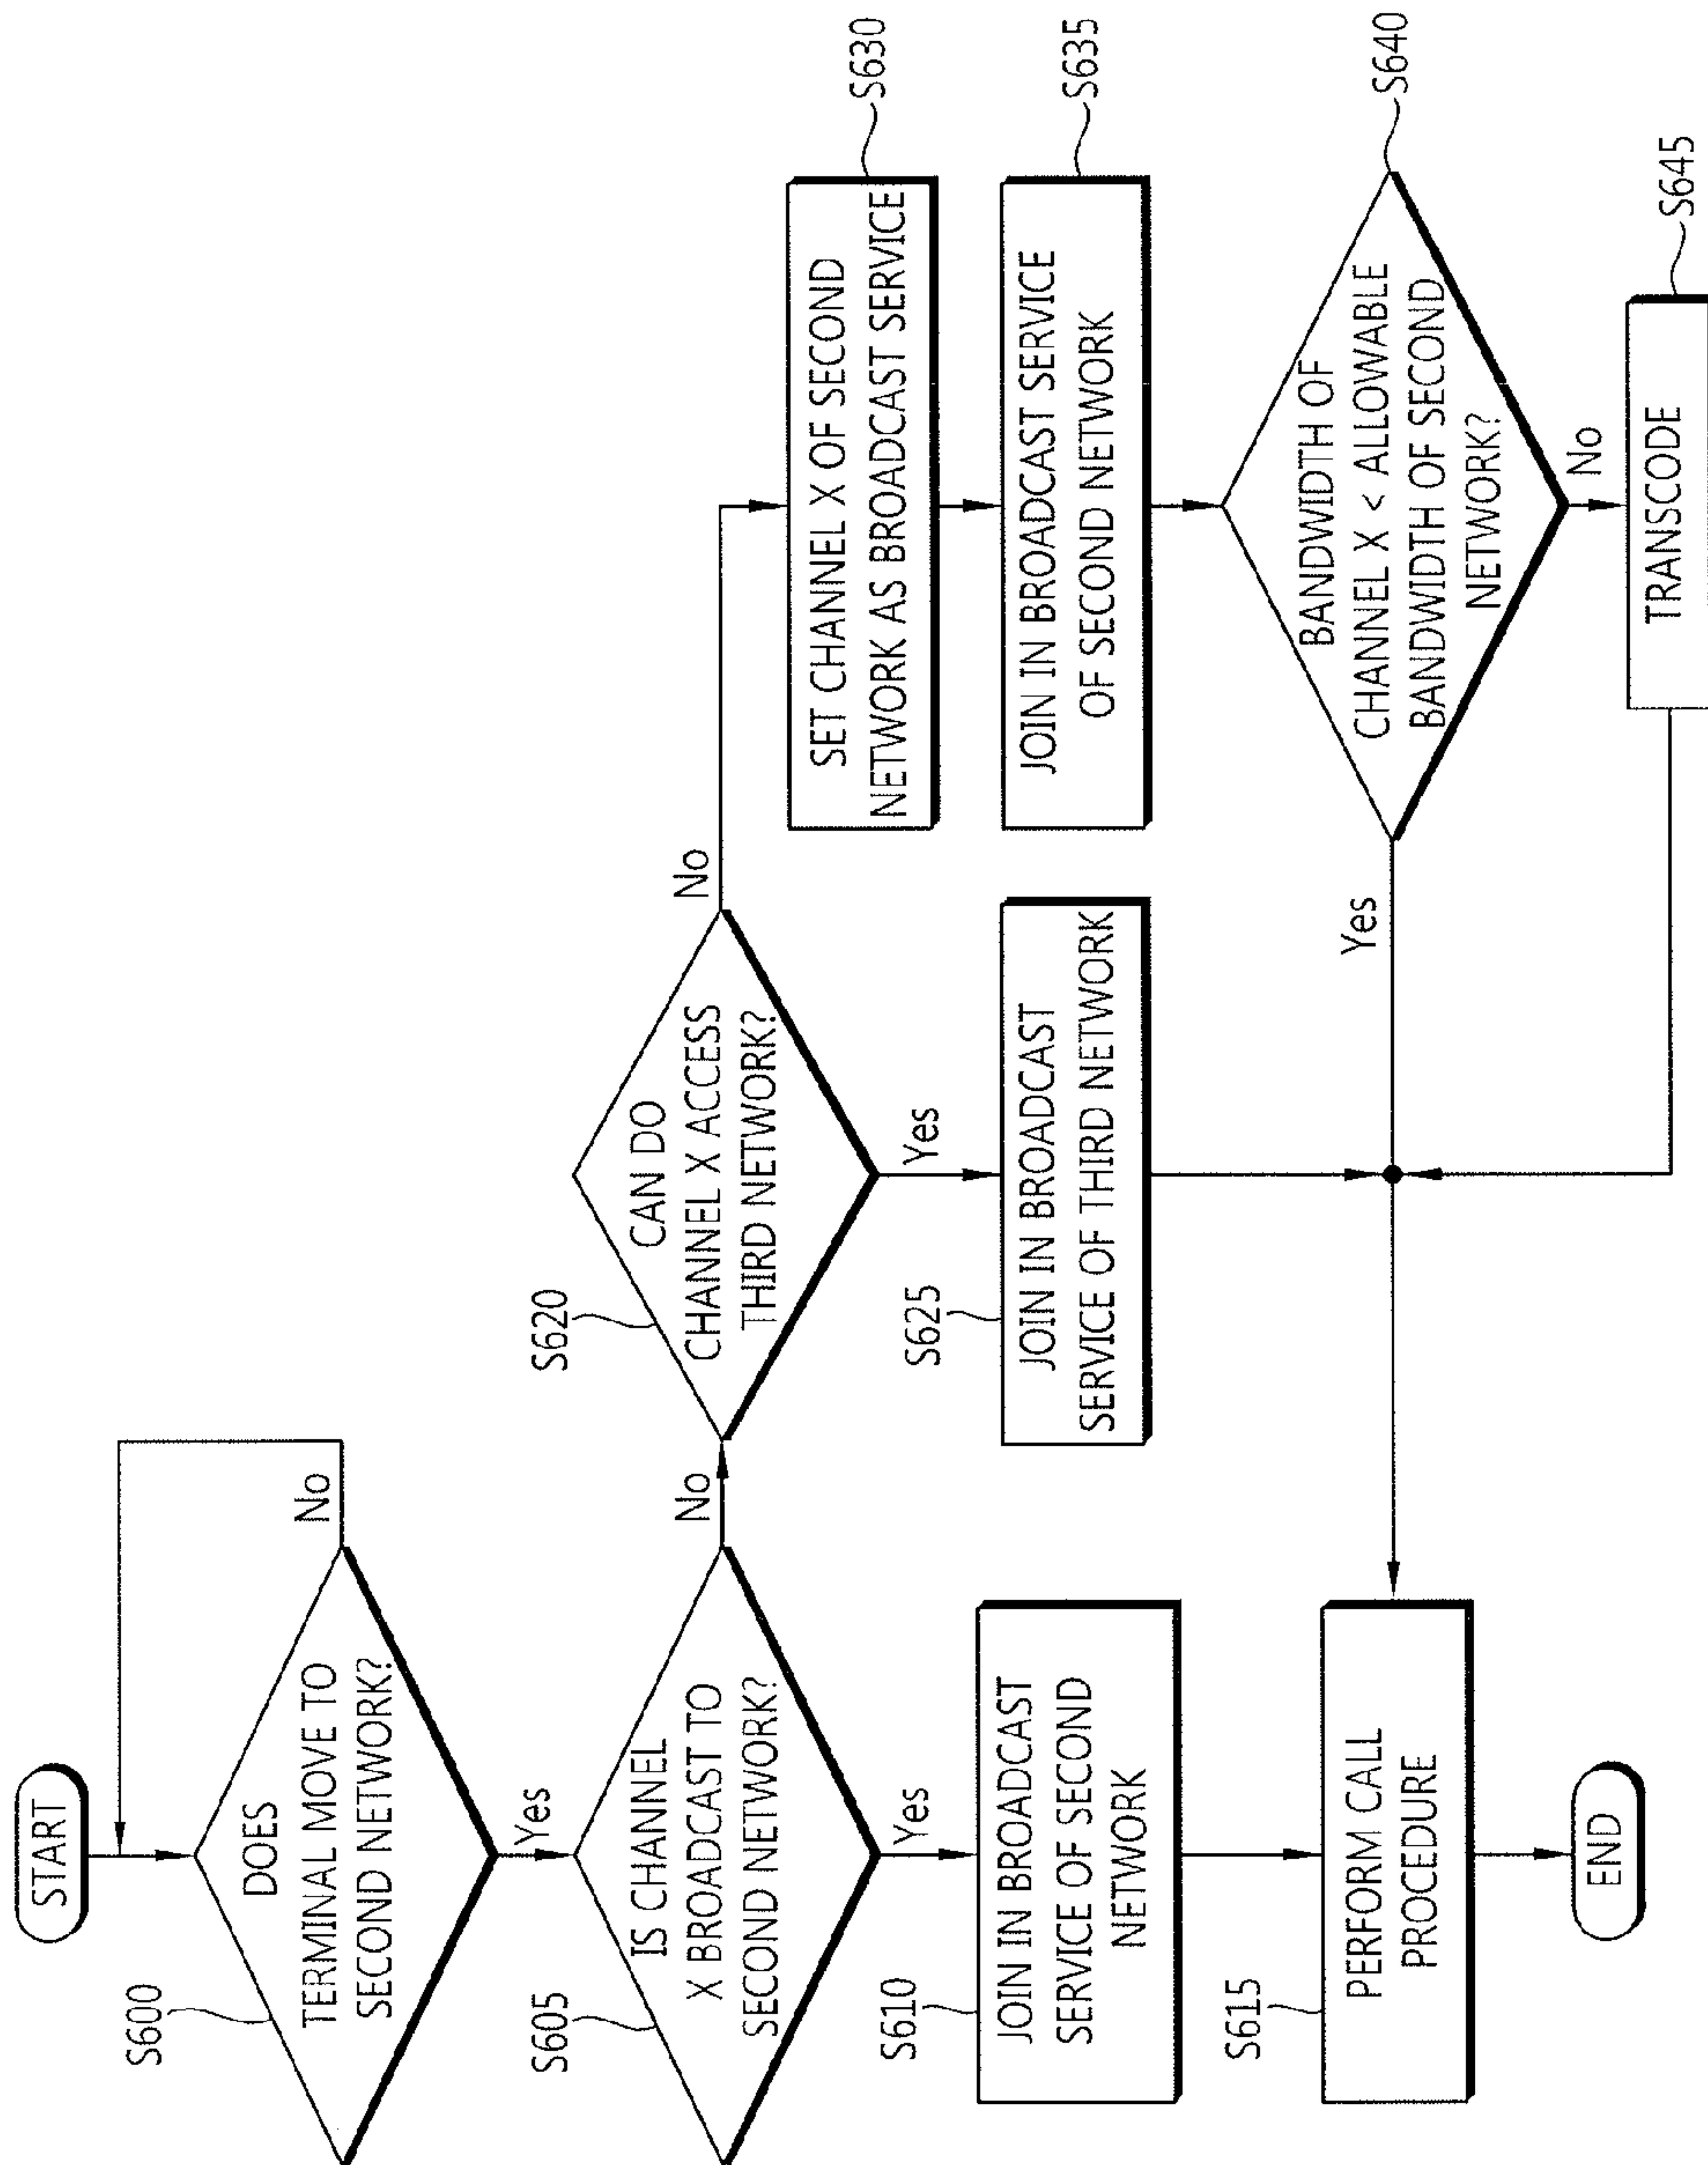 START
S600
DOES
TERMINAL MOVE TO
SECOND NETWORK?
No
Yes
S605
IS CHANNEL
X BROADCAST TO
SECOND NETWORK?
No
Yes
S610
JOIN IN BROADCAST
SERVICE OF SECOND
NETWORK
S615
PERFORM CALL
PROCEDURE
END
S620
CAN DO
CHANNEL X ACCESS
THIRD NETWORK?
No
Yes
S625
JOIN IN BROADCAST
SERVICE OF THIRD NETWORK
SET CHANNEL X OF SECOND
NETWORK AS BROADCAST SERVICE
S630
JOIN IN BROADCAST SERVICE
OF SECOND NETWORK
S635
BANDWIDTH OF
CHANNEL X < ALLOWABLE
BANDWIDTH OF SECOND
NETWORK?
S640
Yes
No
TRANSCODE
S645